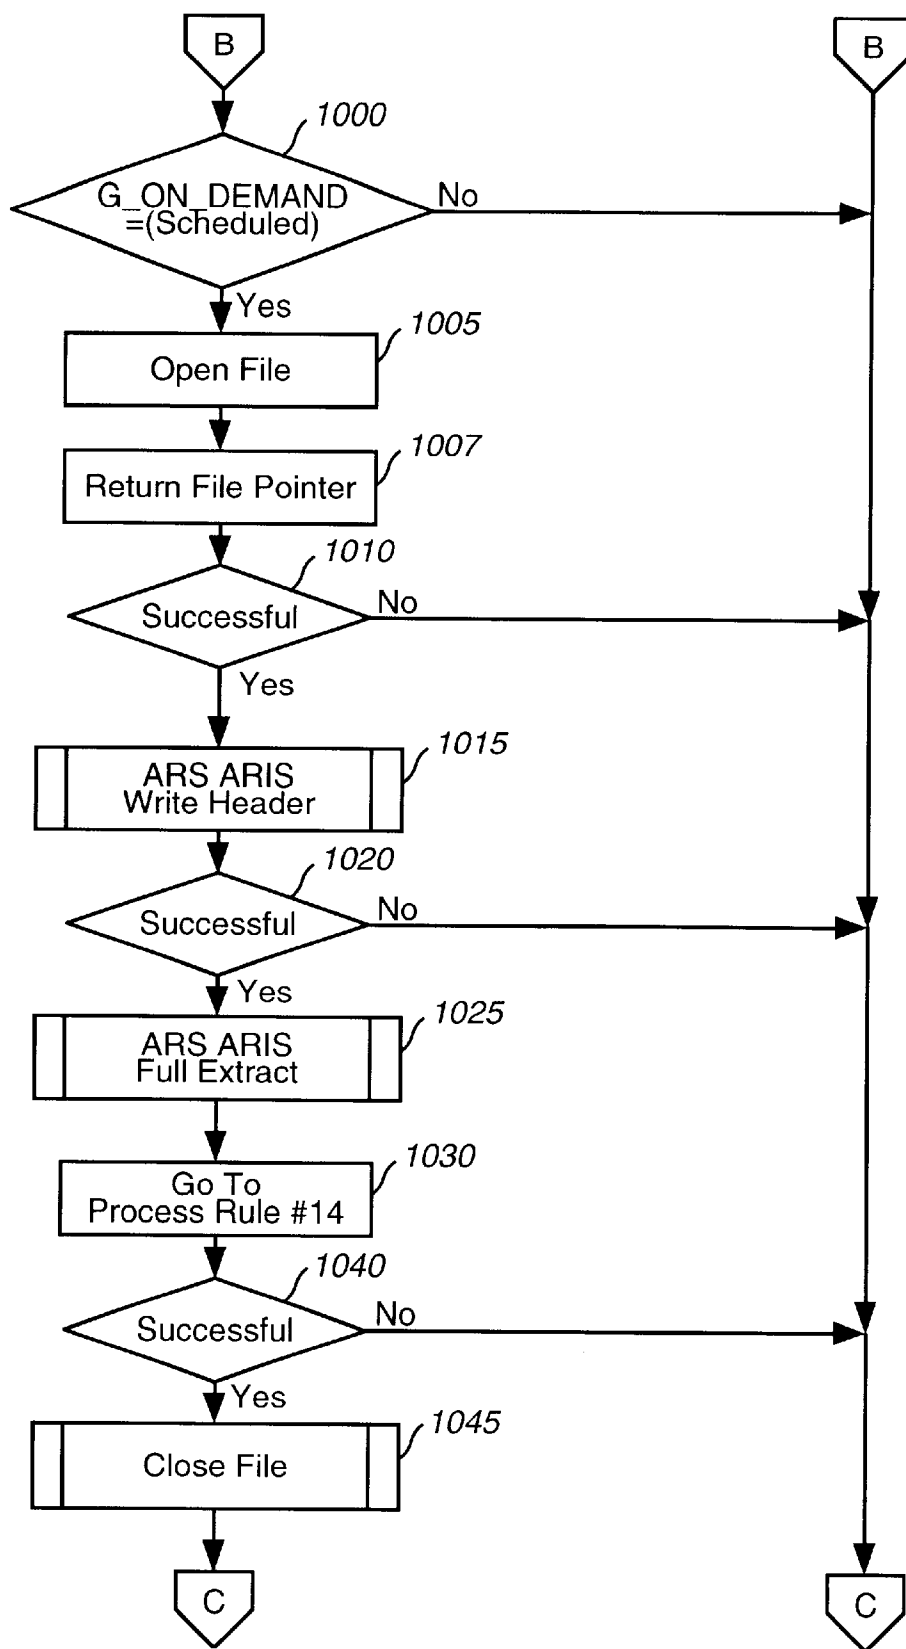 B
B
1000
G_ON_DEMAND
=(Scheduled)
No
Yes
1005
Open File
1007
Return File Pointer
1010
Successful
No
Yes
1015
ARS ARIS
Write Header
1020
Successful
No
Yes
1025
ARS ARIS
Full Extract
1030
Go To
Process Rule #14
1040
Successful
No
Yes
1045
Close File
C
C